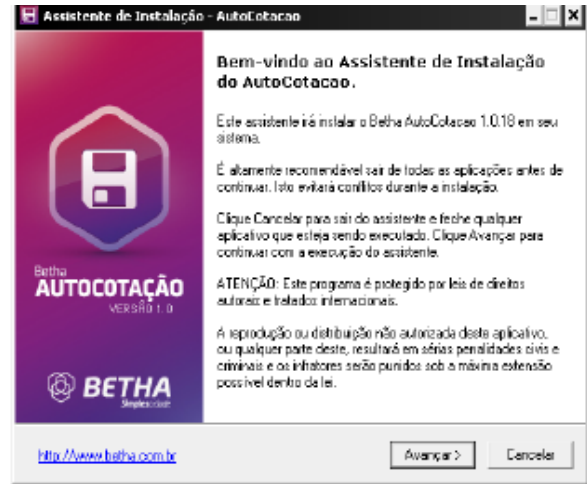 Assistente de Instalação - AutoCotacao
Bem-vindo ao Assistente de Instalação
do AutoCotacao.
Este assistente irá instalar o Betha AutoCotacao 1.0.18 em seu
sistema.
É altamente recomendável sair de todas as aplicações antes de
continuar. Isto evitará conflitos durante a instalação.
Clique Cancelar para sair do assistente e feche qualquer
aplicativo que esteja sendo executado. Clique Avançar para
continuar com a execução do assistente.
ATENÇÃO: Este programa é protegido por leis de direitos
autorais e tratados internacionais.
A reprodução ou distribuição não autorizada deste aplicativo,
ou qualquer parte deste, resultará em sérias penalidades civis e
criminais e os infratores serão punidos sob a máxima extensão
possível dentro da lei.
Betha
AUTOCOTAÇÃO
VERSÃO 1.0
BETHA
http://www.betha.com.br
Avançar >
Cancelar